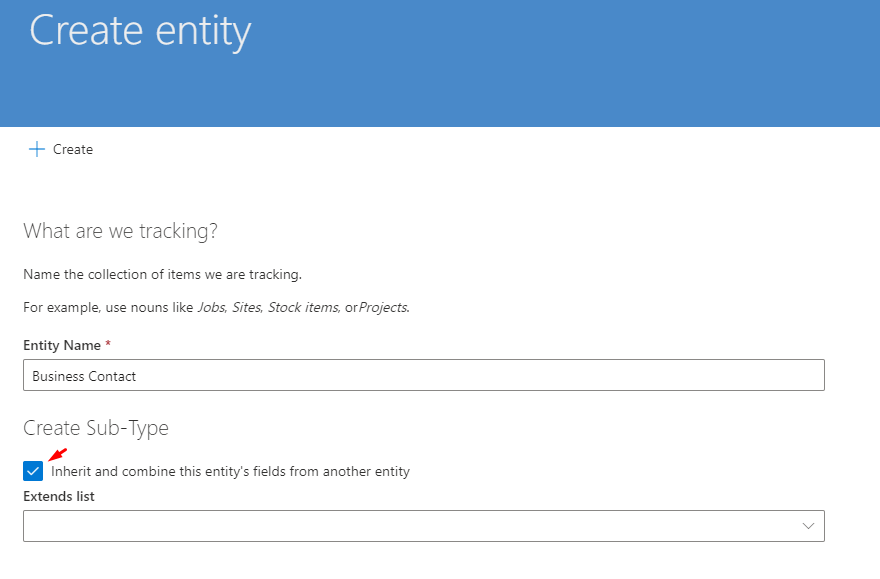 Create entity
Create
What are we tracking?
Name the collection of items we are tracking.
For example, use nouns like Jobs, Sites, Stock items, orProjects.
Entity Name *
Business Contact
Create Sub-Type
Inherit and combine this entity's fields from another entity
Extends list